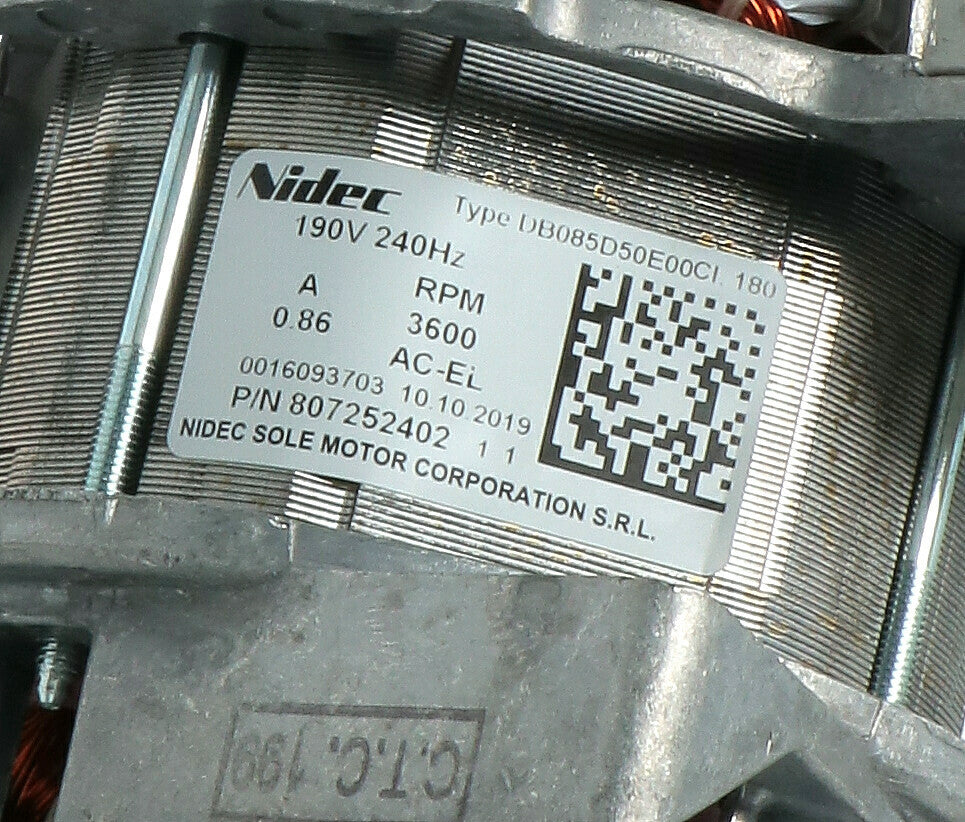 Nidec
Type DB085D50E00CL 180
190V 240Hz
A RPM
0.86 3600
AC-EL
0016093703 10.10.2019
P/N 807252402 1 1
NIDEC SOLE MOTOR CORPORATION S.R.L.
C.T.C. 199